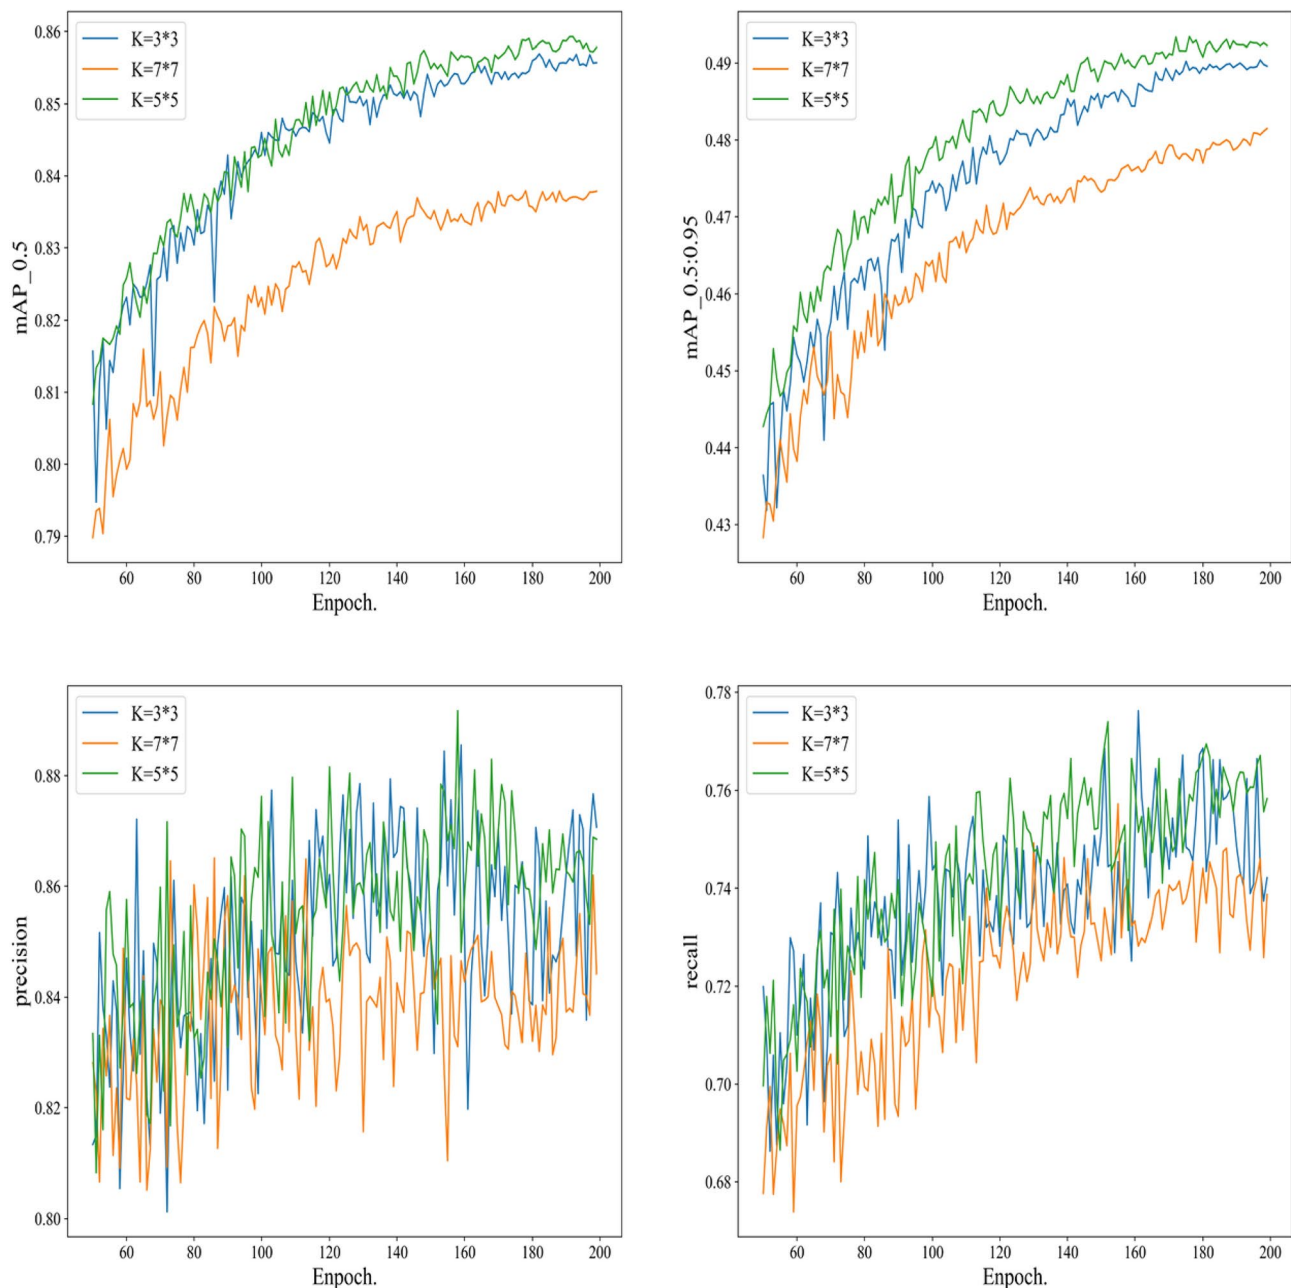 0.86
0.85
0.84
0.83
0.82
0.81
0.80
0.79
mAP_0.5
K=3*3
K=7*7
K=5*5
60 80 100 120 140 160 180 200
Enpoch.
0.49
0.48
0.47
0.46
0.45
0.44
0.43
mAP_0.5:0.95
K=3*3
K=7*7
K=5*5
60 80 100 120 140 160 180 200
Enpoch.
0.88
0.86
0.84
0.82
0.80
precision
K=3*3
K=7*7
K=5*5
60 80 100 120 140 160 180 200
Enpoch.
0.78
0.76
0.74
0.72
0.70
0.68
recall
K=3*3
K=7*7
K=5*5
60 80 100 120 140 160 180 200
Enpoch.